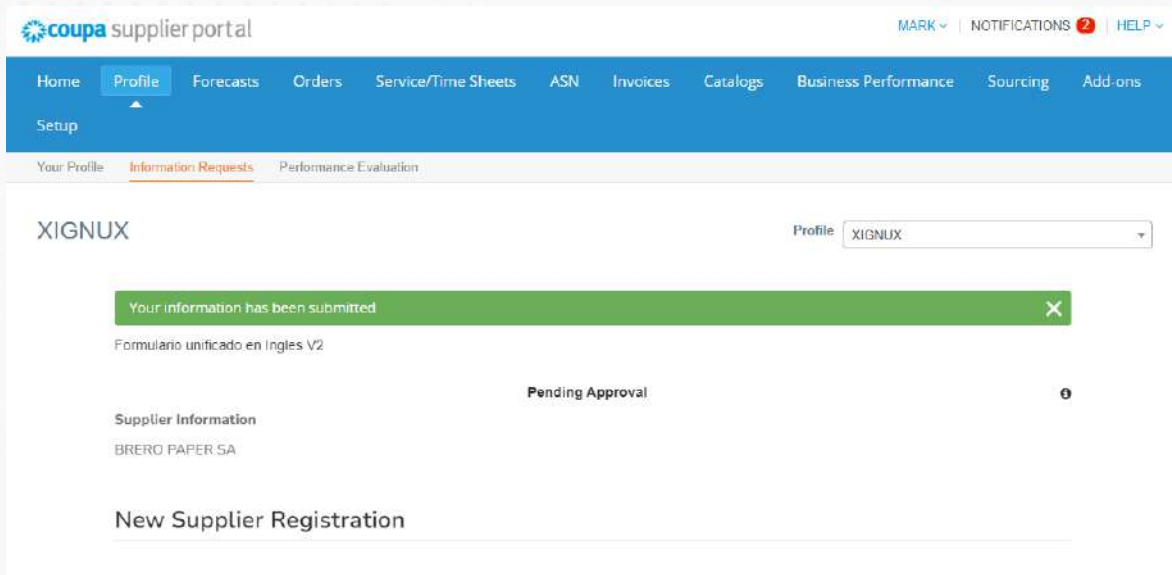 coupa supplier portal
MARK | NOTIFICATIONS 2 | HELP
Home Profile Forecasts Orders Service/Time Sheets ASN Invoices Catalogs Business Performance Sourcing Add-ons
Setup
Your Profile Information Requests Performance Evaluation
XIGNUX
Profile XIGNUX
Your information has been submitted
Formulario unificado en Ingles V2
Pending Approval
Supplier Information
BRERO PAPER SA
New Supplier Registration